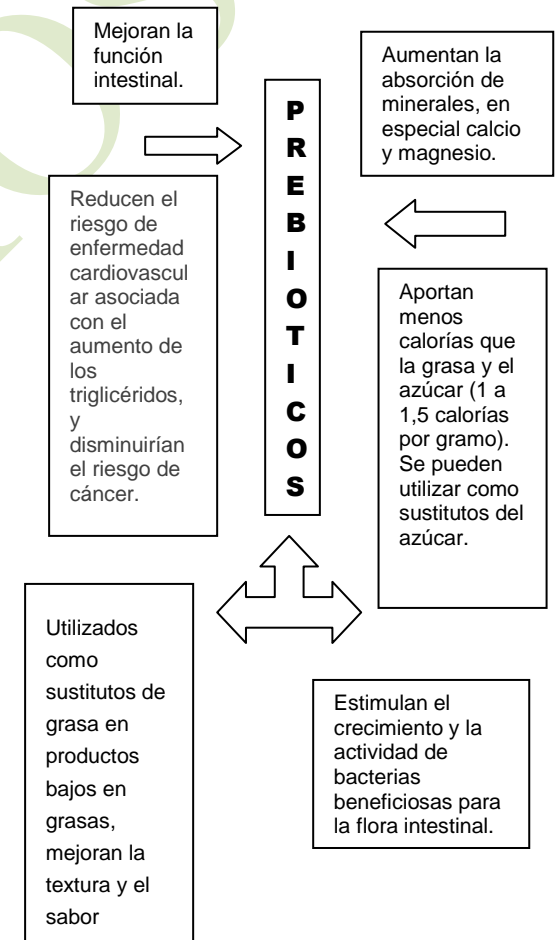 Mejoran la
función
intestinal.
Aumentan la
absorción de
minerales, en
especial calcio
y magnesio.
P
R
E
B
I
O
T
I
C
O
S
Reducen el
riesgo de
enfermedad
cardiovascul
ar asociada
con el
aumento de
los
triglicéridos,
y
disminuirían
el riesgo de
cáncer.
Aportan
menos
calorías que
la grasa y el
azúcar (1 a
1,5 calorías
por gramo).
Se pueden
utilizar como
sustitutos del
azúcar.
Utilizados
como
sustitutos de
grasa en
productos
bajos en
grasas,
mejoran la
textura y el
sabor
Estimulan el
crecimiento y la
actividad de
bacterias
beneficiosas para
la flora intestinal.